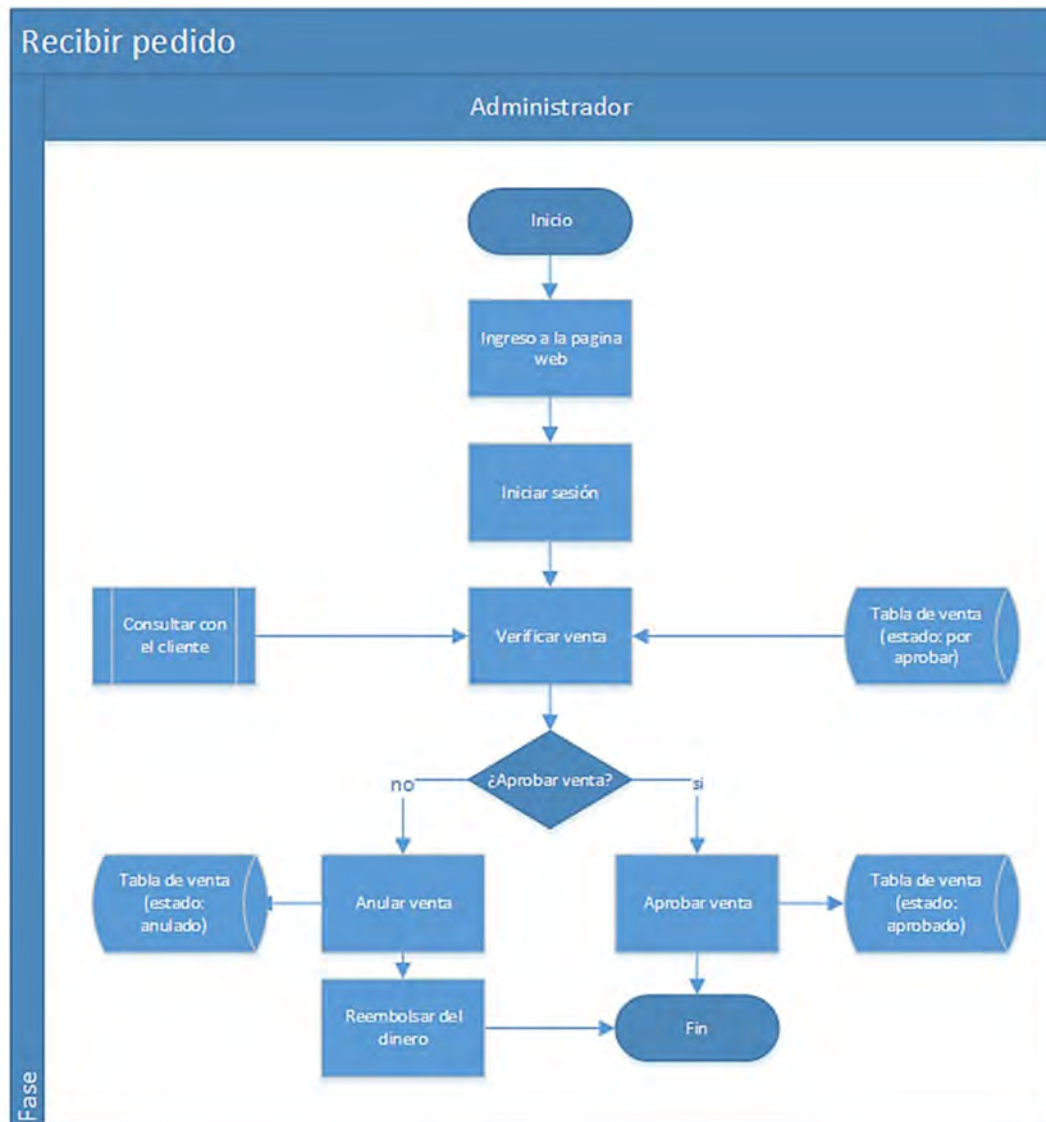 Recibir pedido
Administrador
Inicio
Ingreso a la pagina
web
Iniciar sesión
Consultar con
el cliente
Verificar venta
Tabla de venta
(estado: por
aprobar)
¿Aprobar venta?
no
si
Tabla de venta
(estado:
anulado)
Anular venta
Aprobar venta
Tabla de venta
(estado:
aprobado)
Reembolsar del
dinero
Fin
Fase